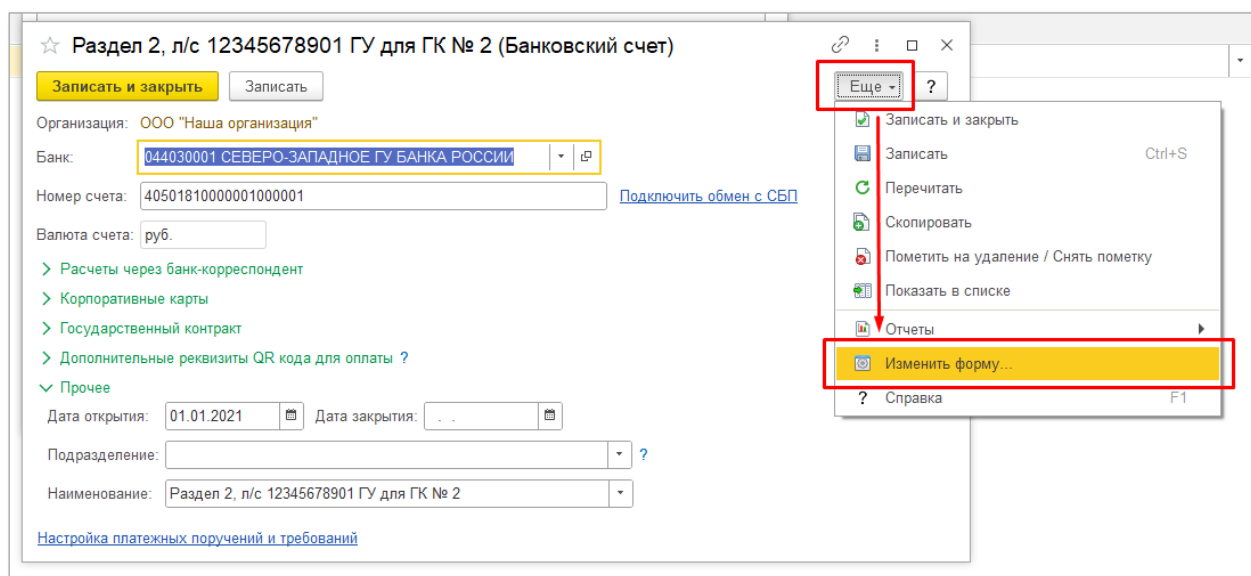 Раздел 2, л/с 12345678901 ГУ для ГК № 2 (Банковский счет)
Записать и закрыть
Записать
Еще
?
Организация: ООО "Наша организация"
Банк: 044030001 СЕВЕРО-ЗАПАДНОЕ ГУ БАНКА РОССИИ
Номер счета: 40501810000001000001 Подключить обмен с СБП
Валюта счета: руб.
Расчеты через банк-корреспондент
Корпоративные карты
Государственный контракт
Дополнительные реквизиты QR кода для оплаты ?
Прочее
Дата открытия: 01.01.2021 Дата закрытия: . .
Подразделение: ?
Наименование: Раздел 2, л/с 12345678901 ГУ для ГК № 2
Настройка платежных поручений и требований
Записать и закрыть
Записать Ctrl+S
Перечитать
Скопировать
Пометить на удаление / Снять пометку
Показать в списке
Отчеты
Изменить форму...
? Справка F1